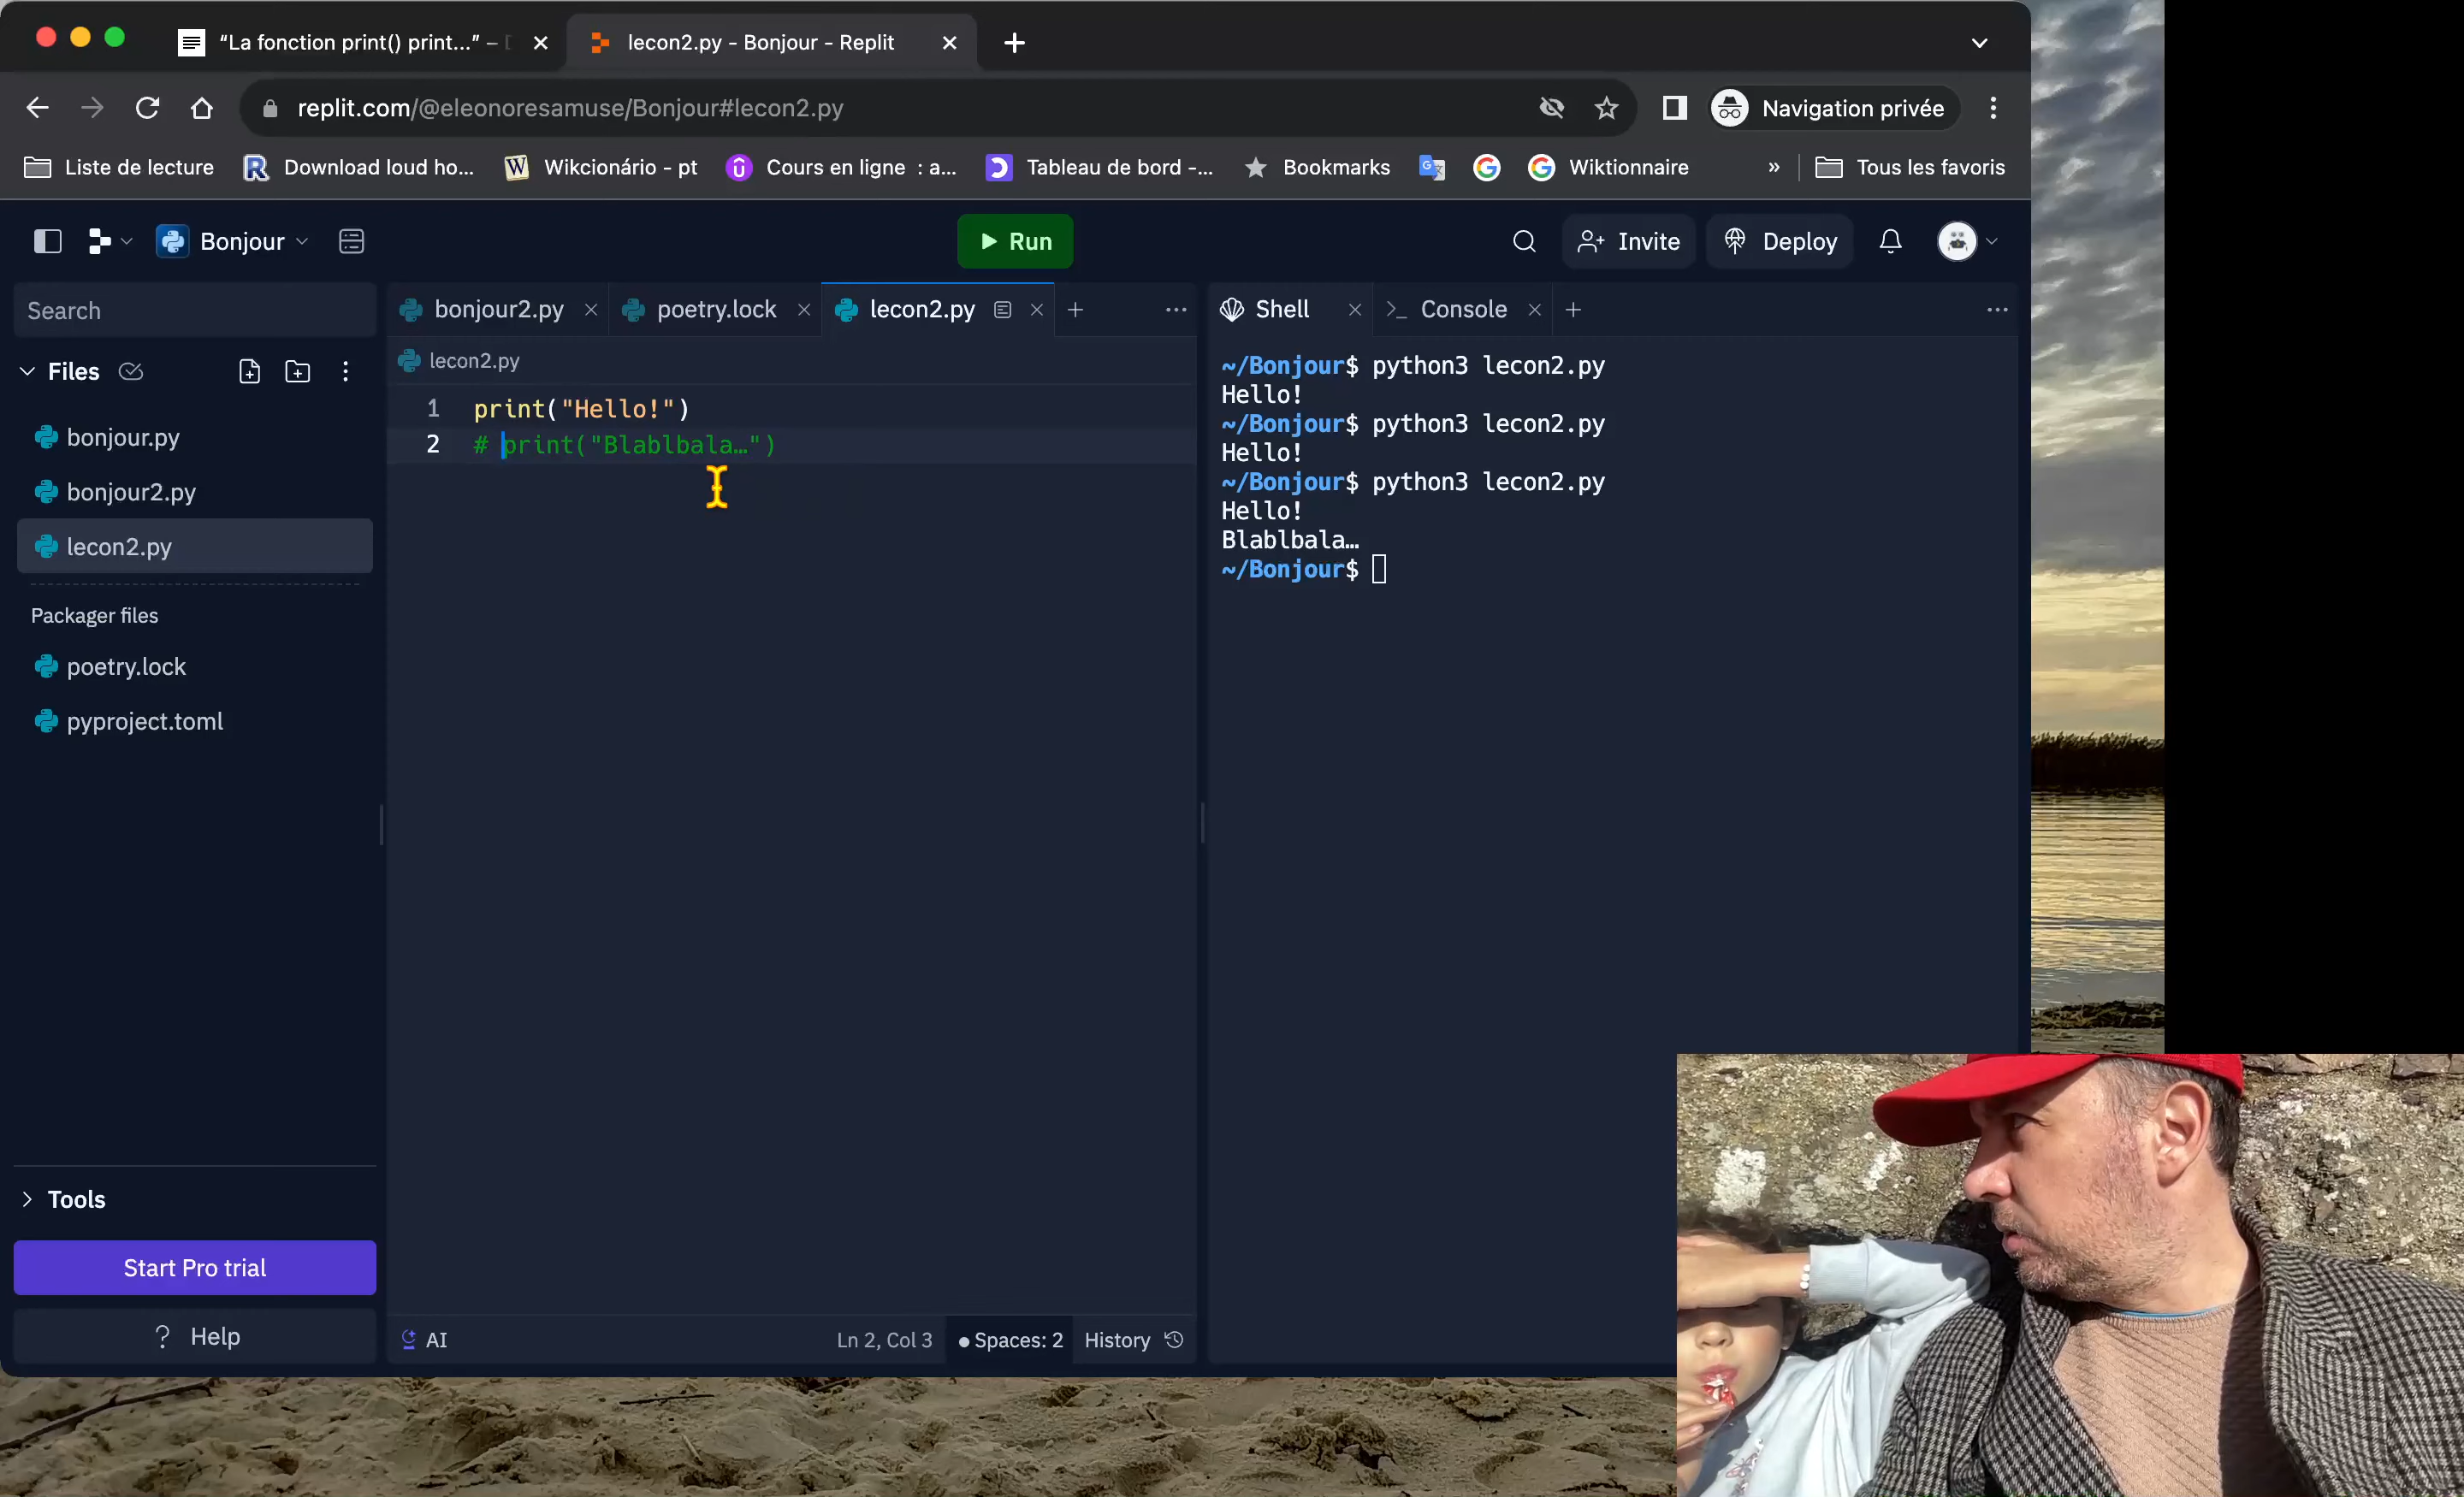 “La fonction print() print...” –
lecon2.py - Bonjour - Replit
replit.com/@eleonoresamuse/Bonjour#lecon2.py
Navigation privée
Liste de lecture
Download loud ho...
Wikcionário - pt
Cours en ligne : a...
Tableau de bord -...
Bookmarks
Wiktionnaire
»
Tous les favoris
Bonjour
Run
Invite
Deploy
Search
Files
bonjour.py
bonjour2.py
lecon2.py
Packager files
poetry.lock
pyproject.toml
Tools
Start Pro trial
? Help
bonjour2.py
poetry.lock
lecon2.py
lecon2.py
1 print("Hello!")
2 # print("Blablbala…")
AI
Ln 2, Col 3
Spaces: 2
History
Shell
Console
~/Bonjour$ python3 lecon2.py
Hello!
~/Bonjour$ python3 lecon2.py
Hello!
~/Bonjour$ python3 lecon2.py
Hello!
Blablbala…
~/Bonjour$